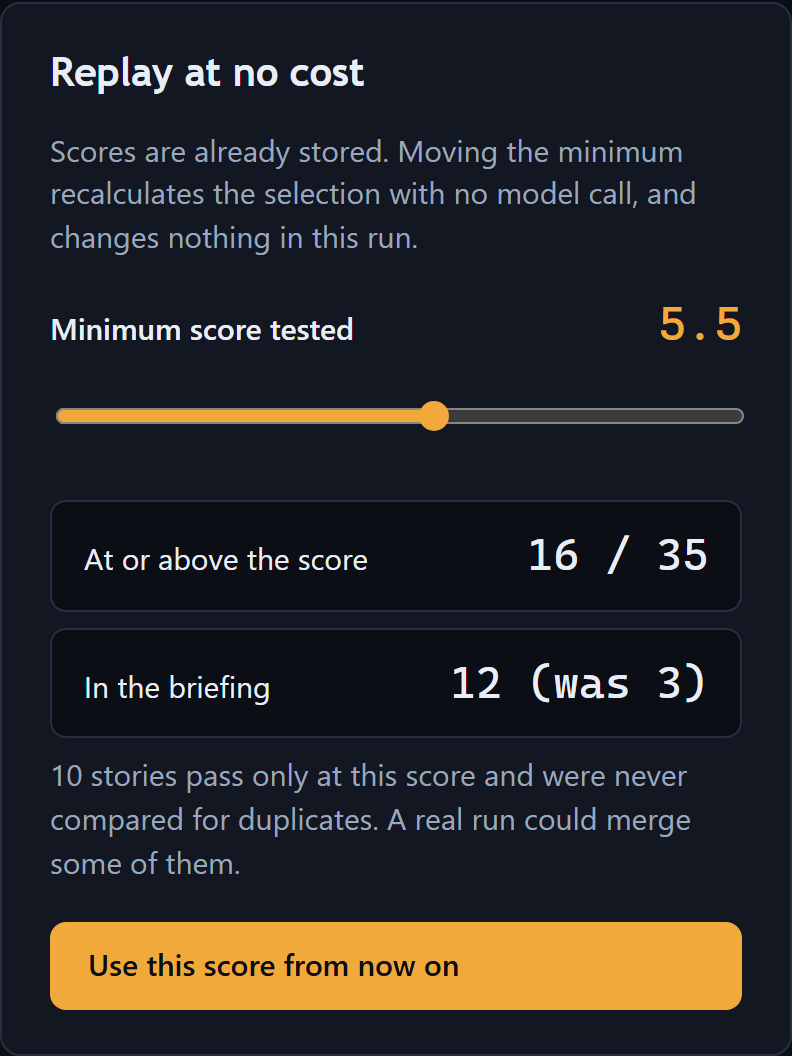 Replay at no cost
Scores are already stored. Moving the minimum
recalculates the selection with no model call, and
changes nothing in this run.
Minimum score tested 5.5
At or above the score 16 / 35
In the briefing 12 (was 3)
10 stories pass only at this score and were never
compared for duplicates. A real run could merge
some of them.
Use this score from now on